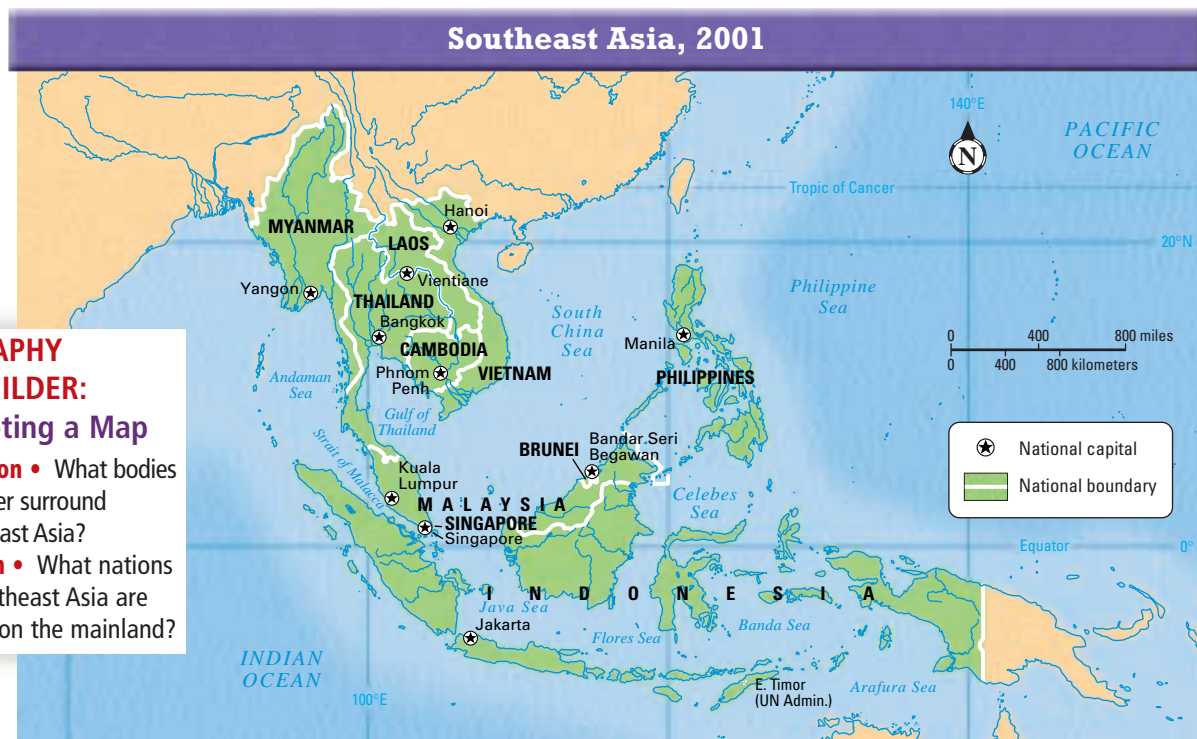 Southeast Asia, 2001
140°E
PACIFIC
OCEAN
N
Tropic of Cancer
Hanoi
MYANMAR
LAOS
20°N
Vientiane
Yangon
THAILAND
Philippine
Sea
South
China
Sea
Bangkok
Manila
0 400 800 miles
0 400 800 kilometers
CAMBODIA
Phnom
Penh
VIETNAM
PHILIPPINES
Andaman
Sea
Gulf of
Thailand
APHY
ILDER:
ting a Map
on • What bodies
er surround
east Asia?
n • What nations
theast Asia are
on the mainland?
Strait of Malacca
BRUNEI
Bandar Seri
Begawan
National capital
National boundary
Kuala
Lumpur
MALAYSIA
Celebes
Sea
SINGAPORE
Singapore
Equator
0°
INDONESIA
Java Sea
Jakarta
Flores Sea
Banda Sea
INDIAN
OCEAN
100°E
E. Timor
(UN Admin.)
Arafura Sea